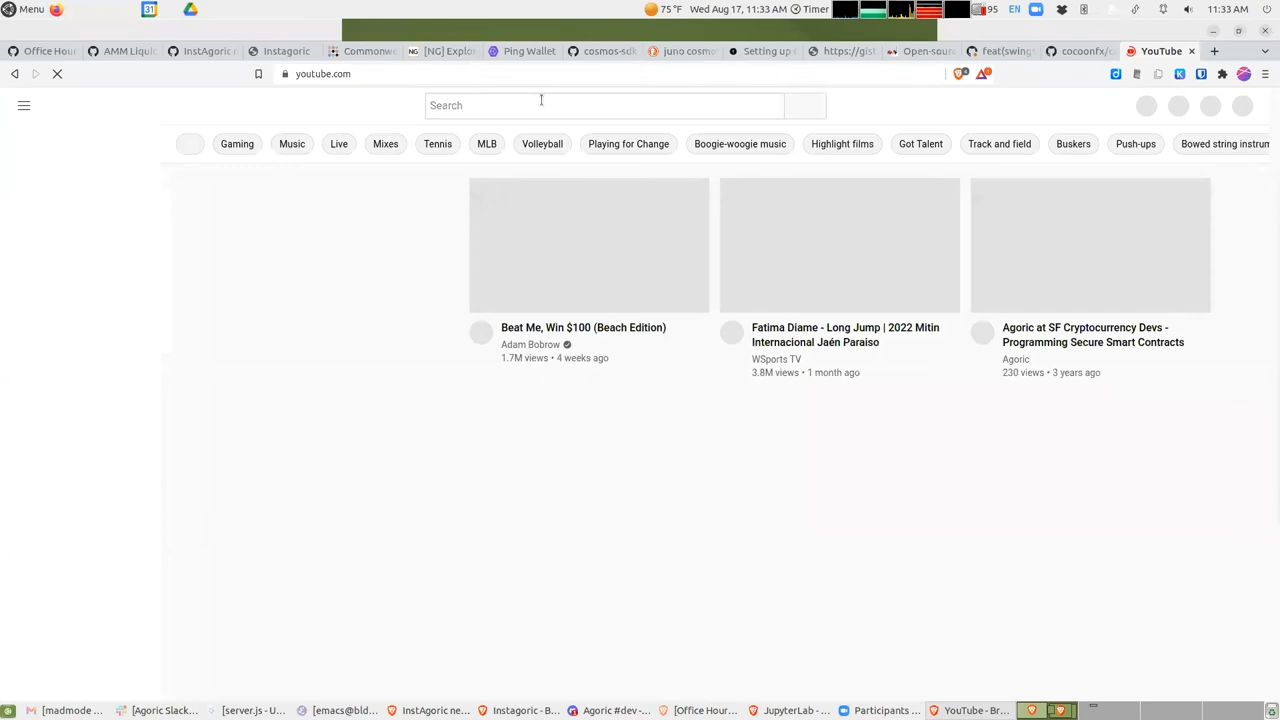 Menu 75 °F Wed Aug 17, 11:33 AM Timer 95 EN 11:33 AM
Office Hour AMM Liquid InstAgoric n Instagoric Commonw [NG] Explo Ping Wallet cosmos-sdk juno cosmos Setting up https://gist. Open-sour feat(swings cocoonfx/ca YouTube
youtube.com
Search
Gaming Music Live Mixes Tennis MLB Volleyball Playing for Change Boogie-woogie music Highlight films Got Talent Track and field Buskers Push-ups Bowed string instrum
Beat Me, Win $100 (Beach Edition)
Adam Bobrow
1.7M views • 4 weeks ago
Fatima Diame - Long Jump | 2022 Mitin
Internacional Jaén Paraiso
WSports TV
3.8M views • 1 month ago
Agoric at SF Cryptocurrency Devs -
Programming Secure Smart Contracts
Agoric
230 views • 3 years ago
[madmode ... [Agoric Slack... [server.js - U... [emacs@bld... InstAgoric ne... Instagoric - B... Agoric #dev -... [Office Hour... JupyterLab - ... Participants ... YouTube - Br...